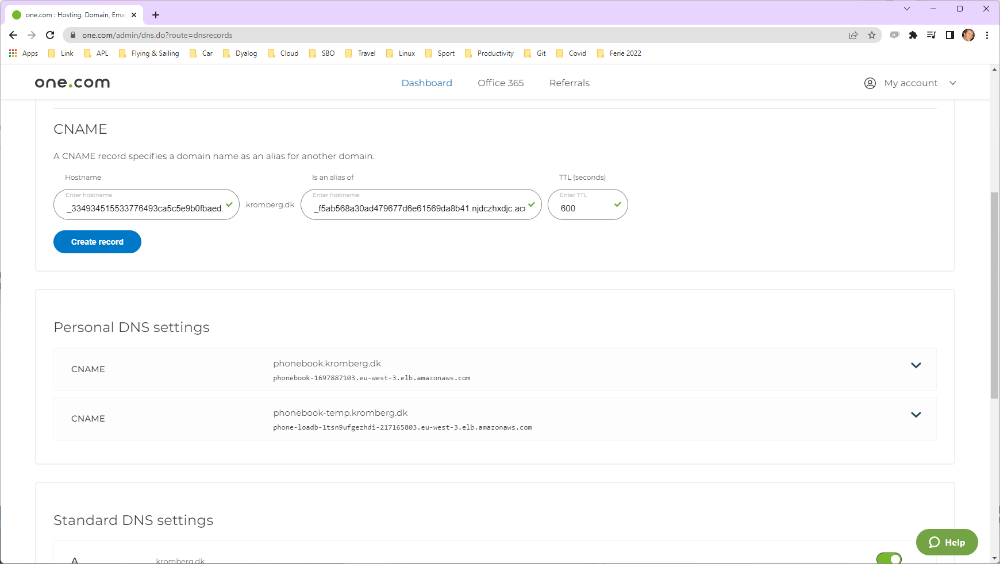 one.com : Hosting, Domain, Ema
one.com/admin/dns.do?route=dnsrecords
Apps Link APL Flying & Sailing Car Dyalog Cloud SBO Travel Linux Sport Productivity Git Covid Ferie 2022
one.com Dashboard Office 365 Referrals My account
CNAME
A CNAME record specifies a domain name as an alias for another domain.
Hostname Is an alias of TTL (seconds)
Enter hostname Enter hostname Enter TTL
_334934515533776493ca5c5e9b0fbaed. .kromberg.dk _f5ab568a30ad479677d6e61569da8b41.njdczhxdjc.acr 600
Create record
Personal DNS settings
CNAME phonebook.kromberg.dk
phonebook-1697887103.eu-west-3.elb.amazonaws.com
CNAME phonebook-temp.kromberg.dk
phone-loadb-1tsn9ufgezhdi-217165803.eu-west-3.elb.amazonaws.com
Standard DNS settings
A kromberg.dk
Help